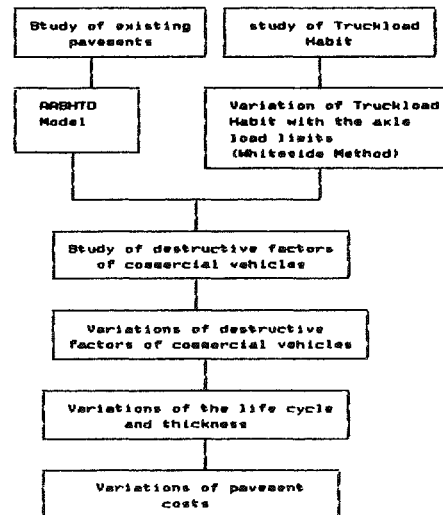 Study of existing
pavements
study of Truckload
Habit
AASHTO
Model
Variation of Truckload
Habit with the axle
load limits
(Whiteside Method)
Study of destructive factors
of commercial vehicles
Variations of destructive
factors of commercial vehicles
Variations of the life cycle
and thickness
Variations of pavement
costs